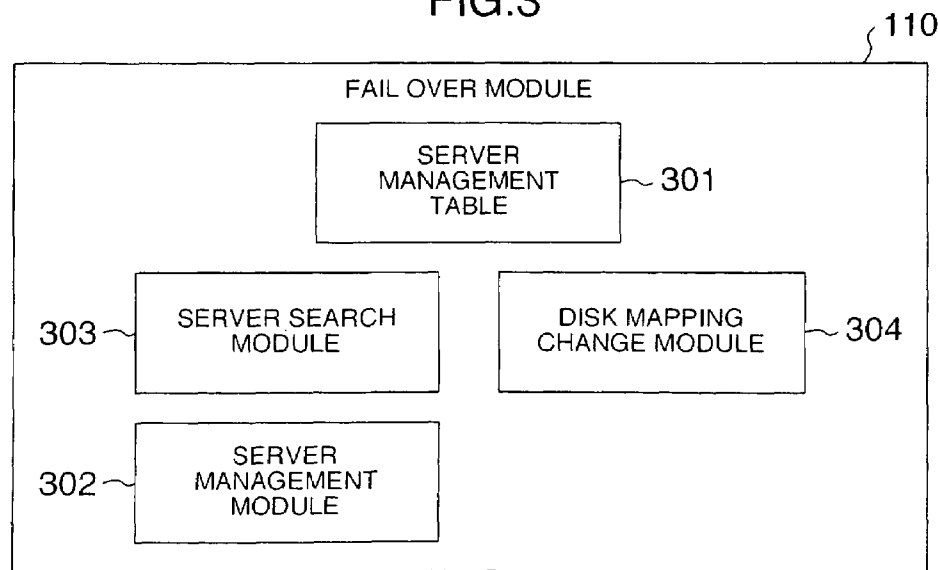 FIG.3
110
FAIL OVER MODULE
SERVER
MANAGEMENT
TABLE
301
303
SERVER SEARCH
MODULE
DISK MAPPING
CHANGE MODULE
304
302
SERVER
MANAGEMENT
MODULE